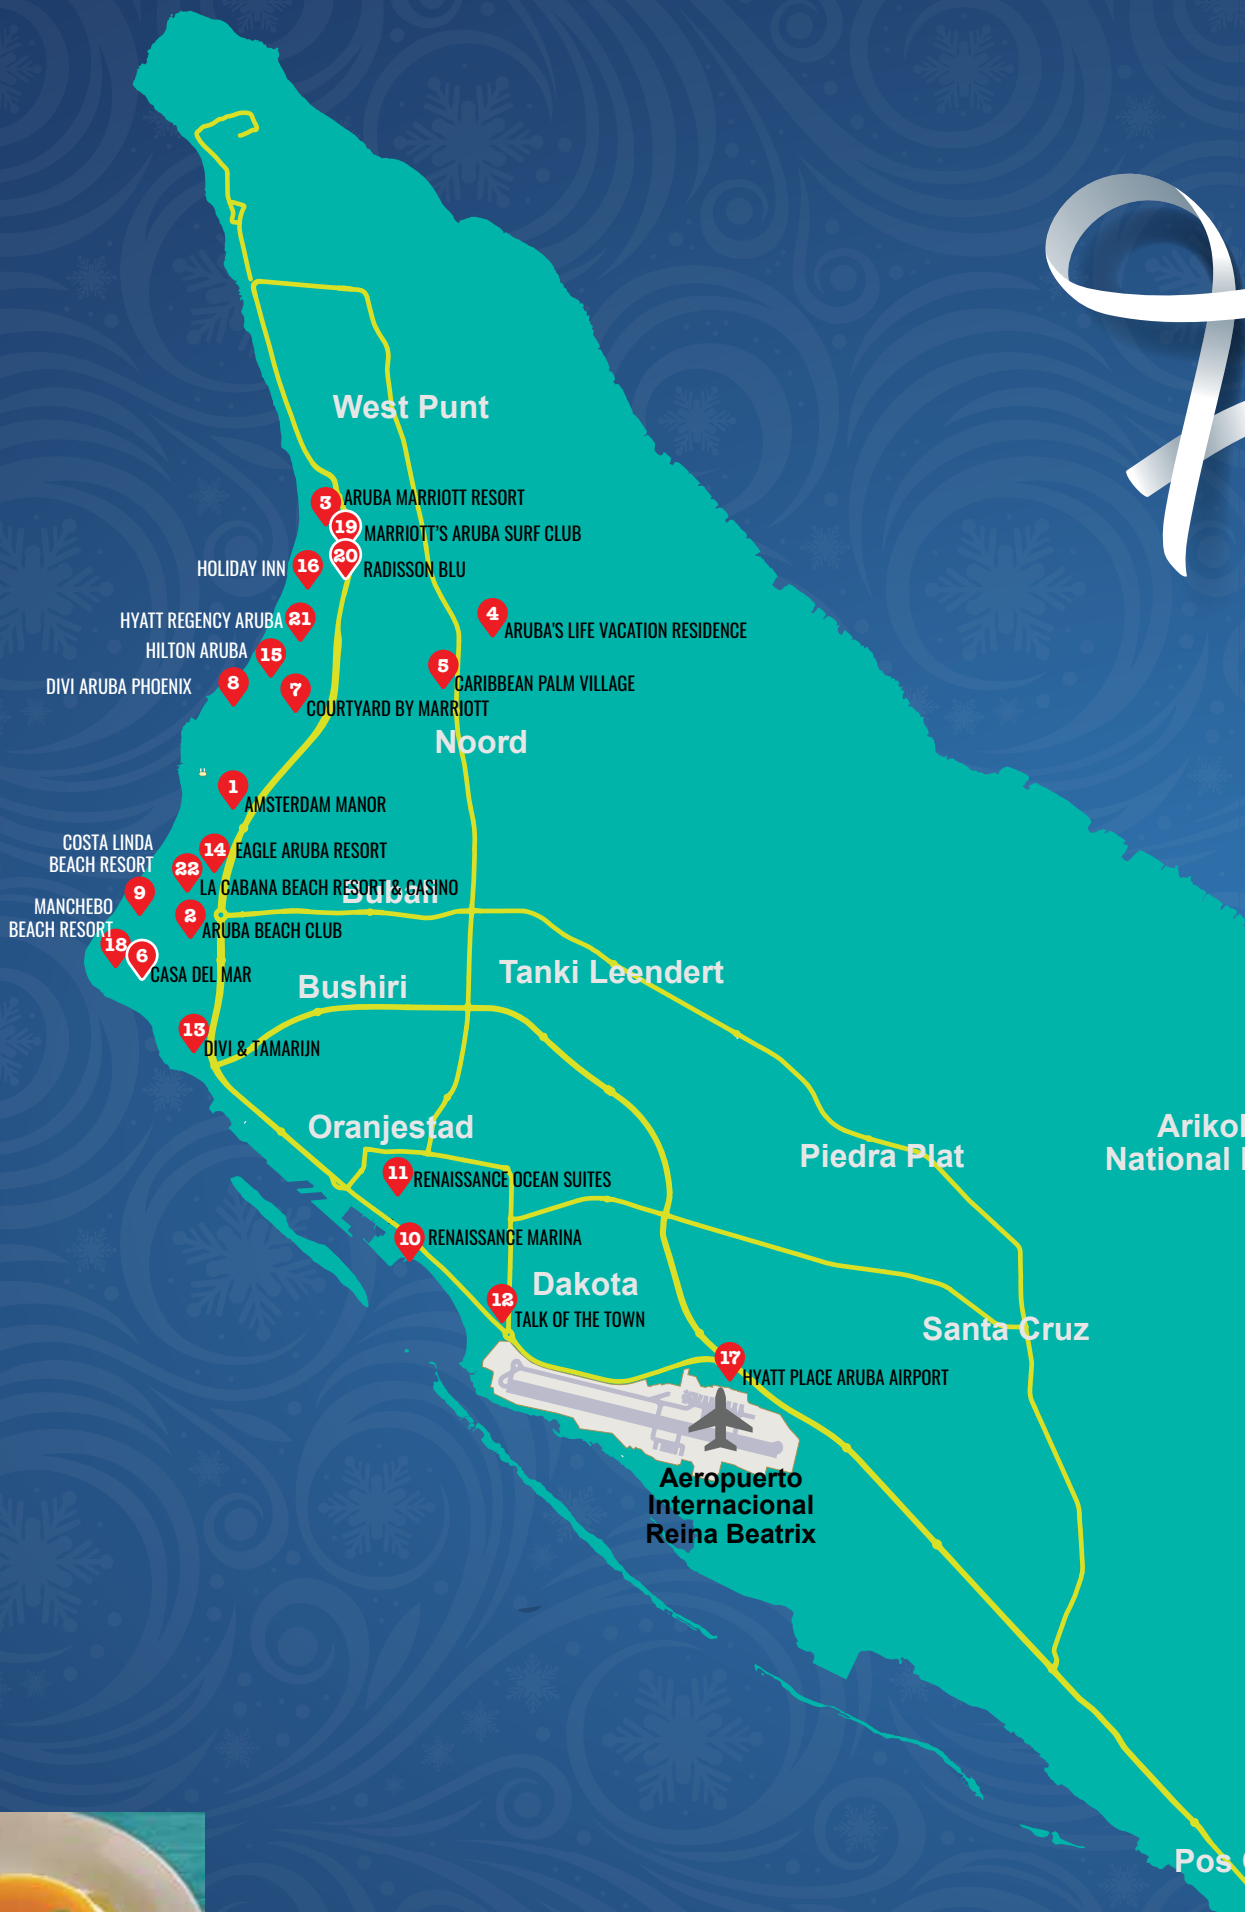 West Punt
3 ARUBA MARRIOTT RESORT
19 MARRIOTT'S ARUBA SURF CLUB
20 RADISSON BLU
HOLIDAY INN 16
HYATT REGENCY ARUBA 21
4 ARUBA'S LIFE VACATION RESIDENCE
HILTON ARUBA 15
5 CARIBBEAN PALM VILLAGE
DIVI ARUBA PHOENIX 8
7 COURTYARD BY MARRIOTT
Noord
1 AMSTERDAM MANOR
COSTA LINDA
BEACH RESORT
9
14 EAGLE ARUBA RESORT
22 LA CABANA BEACH RESORT & CASINO
Bubali
MANCHEBO
BEACH RESORT
18
2 ARUBA BEACH CLUB
6 CASA DEL MAR
Tanki Leendert
Bushiri
13 DIVI & TAMARIJN
Oranjestad
Arikok
National
Piedra Plat
11 RENAISSANCE OCEAN SUITES
10 RENAISSANCE MARINA
Dakota
12 TALK OF THE TOWN
Santa Cruz
17 HYATT PLACE ARUBA AIRPORT
Aeropuerto
Internacional
Reina Beatrix
Pos